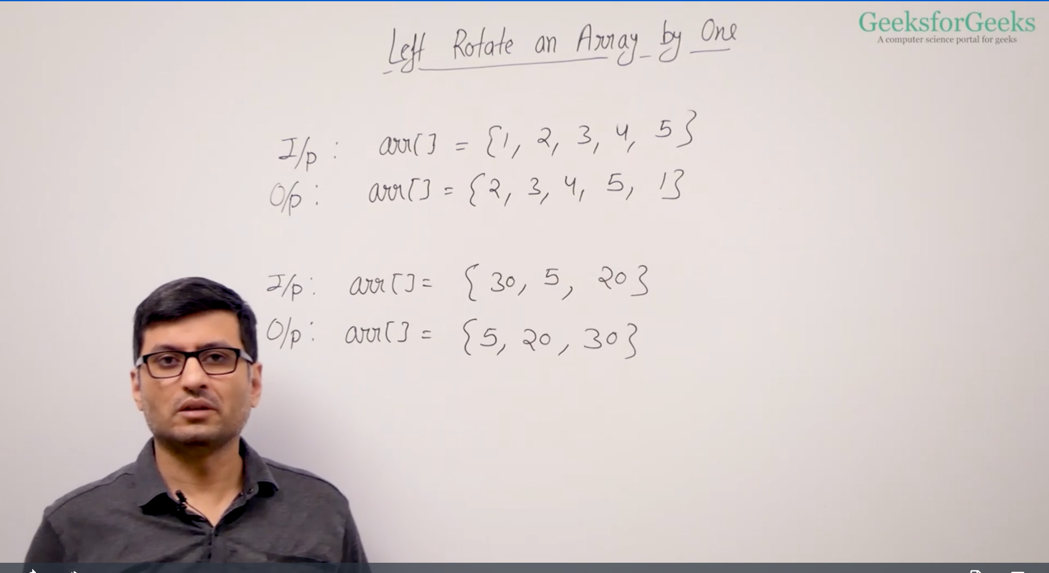 GeeksforGeeks
A computer science portal for geeks
Left Rotate an Array by One
I/p : arr[] = {1, 2, 3, 4, 5}
O/p : arr[] = {2, 3, 4, 5, 1}
I/p : arr[] = {30, 5, 20}
O/p : arr[] = {5, 20, 30}